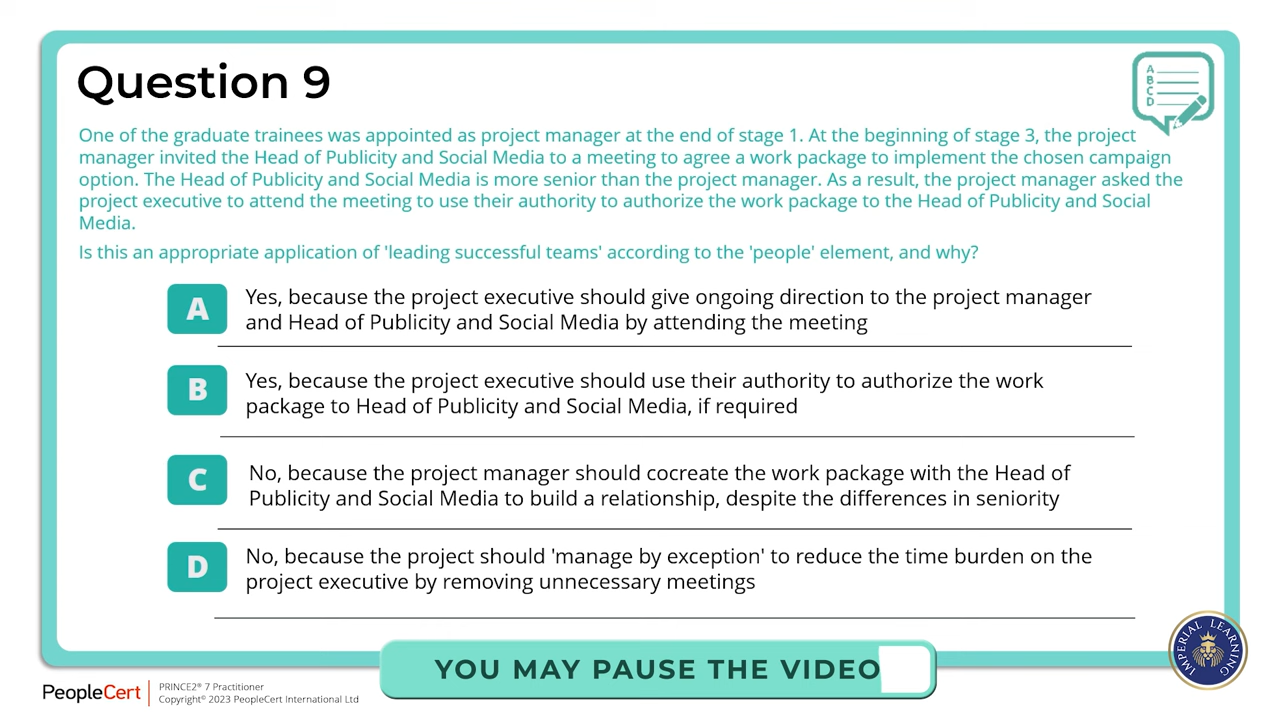 Question 9
A
B
C
D
One of the graduate trainees was appointed as project manager at the end of stage 1. At the beginning of stage 3, the project
manager invited the Head of Publicity and Social Media to a meeting to agree a work package to implement the chosen campaign
option. The Head of Publicity and Social Media is more senior than the project manager. As a result, the project manager asked the
project executive to attend the meeting to use their authority to authorize the work package to the Head of Publicity and Social
Media.
Is this an appropriate application of 'leading successful teams' according to the 'people' element, and why?
A
Yes, because the project executive should give ongoing direction to the project manager
and Head of Publicity and Social Media by attending the meeting
B
Yes, because the project executive should use their authority to authorize the work
package to Head of Publicity and Social Media, if required
C
No, because the project manager should cocreate the work package with the Head of
Publicity and Social Media to build a relationship, despite the differences in seniority
D
No, because the project should 'manage by exception' to reduce the time burden on the
project executive by removing unnecessary meetings
YOU MAY PAUSE THE VIDEO
PeopleCert
PRINCE2® 7 Practitioner
Copyright© 2023 PeopleCert International Ltd
IMPERIAL LEARNING